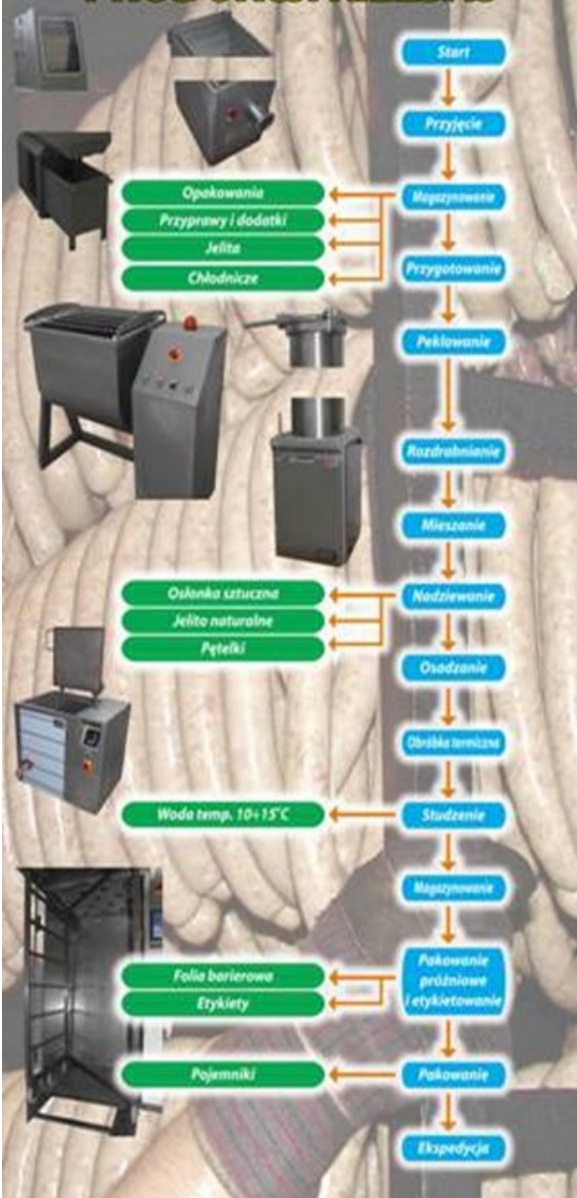 Start
Przyjęcie
Magazynowanie
Opakowania
Przyprawy i dodatki
Jelita
Chłodnicze
Przygotowanie
Peklowanie
Rozdrabnianie
Mieszanie
Nadziewanie
Osłonka sztuczna
Jelito naturalne
Pętelki
Osadzanie
Obróbka termiczna
Studzenie
Woda temp. 10÷15°C
Magazynowanie
Pakowanie
próżniowe
i etykietowanie
Folia barierowa
Etykiety
Pakowanie
Pojemniki
Ekspedycja